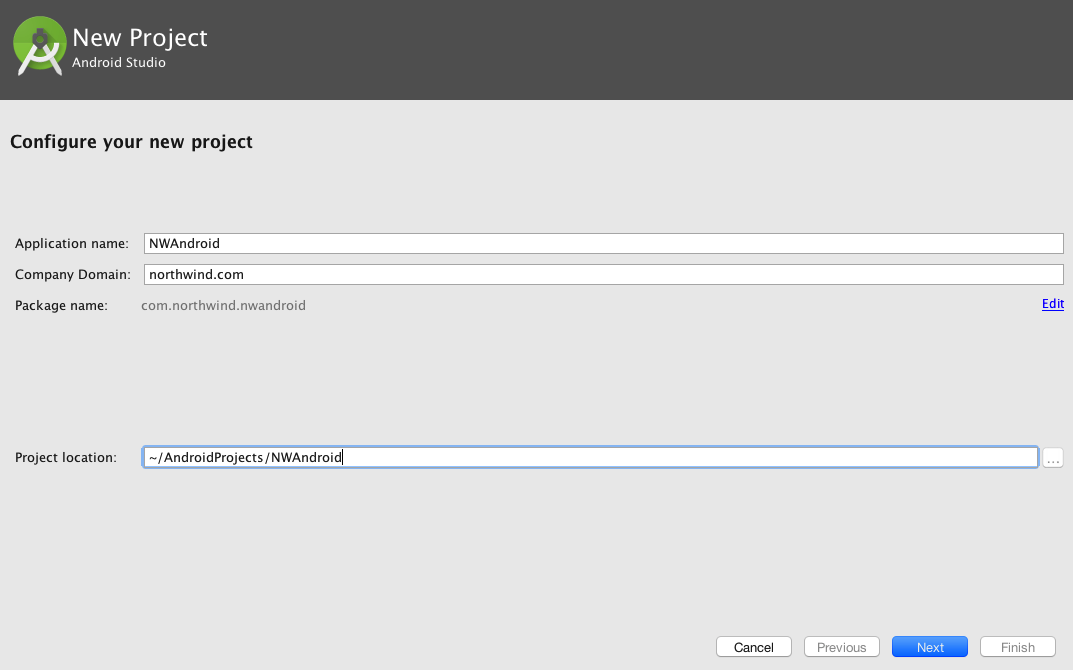 New Project
Android Studio
Configure your new project
Application name: NWAndroid
Company Domain: northwind.com
Package name: com.northwind.nwandroid Edit
Project location: ~/AndroidProjects/NWAndroid ...
Cancel Previous Next Finish